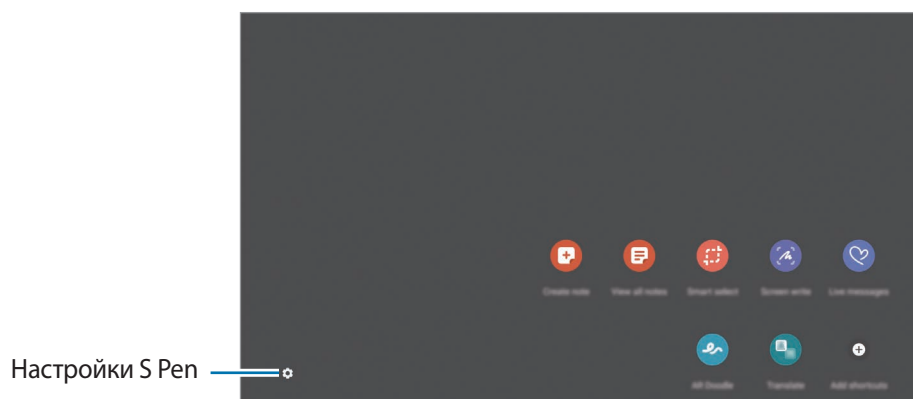 Create note View all notes Smart select Screen write Live messages
AR Doodle Translate Add shortcuts
Настройки S Pen